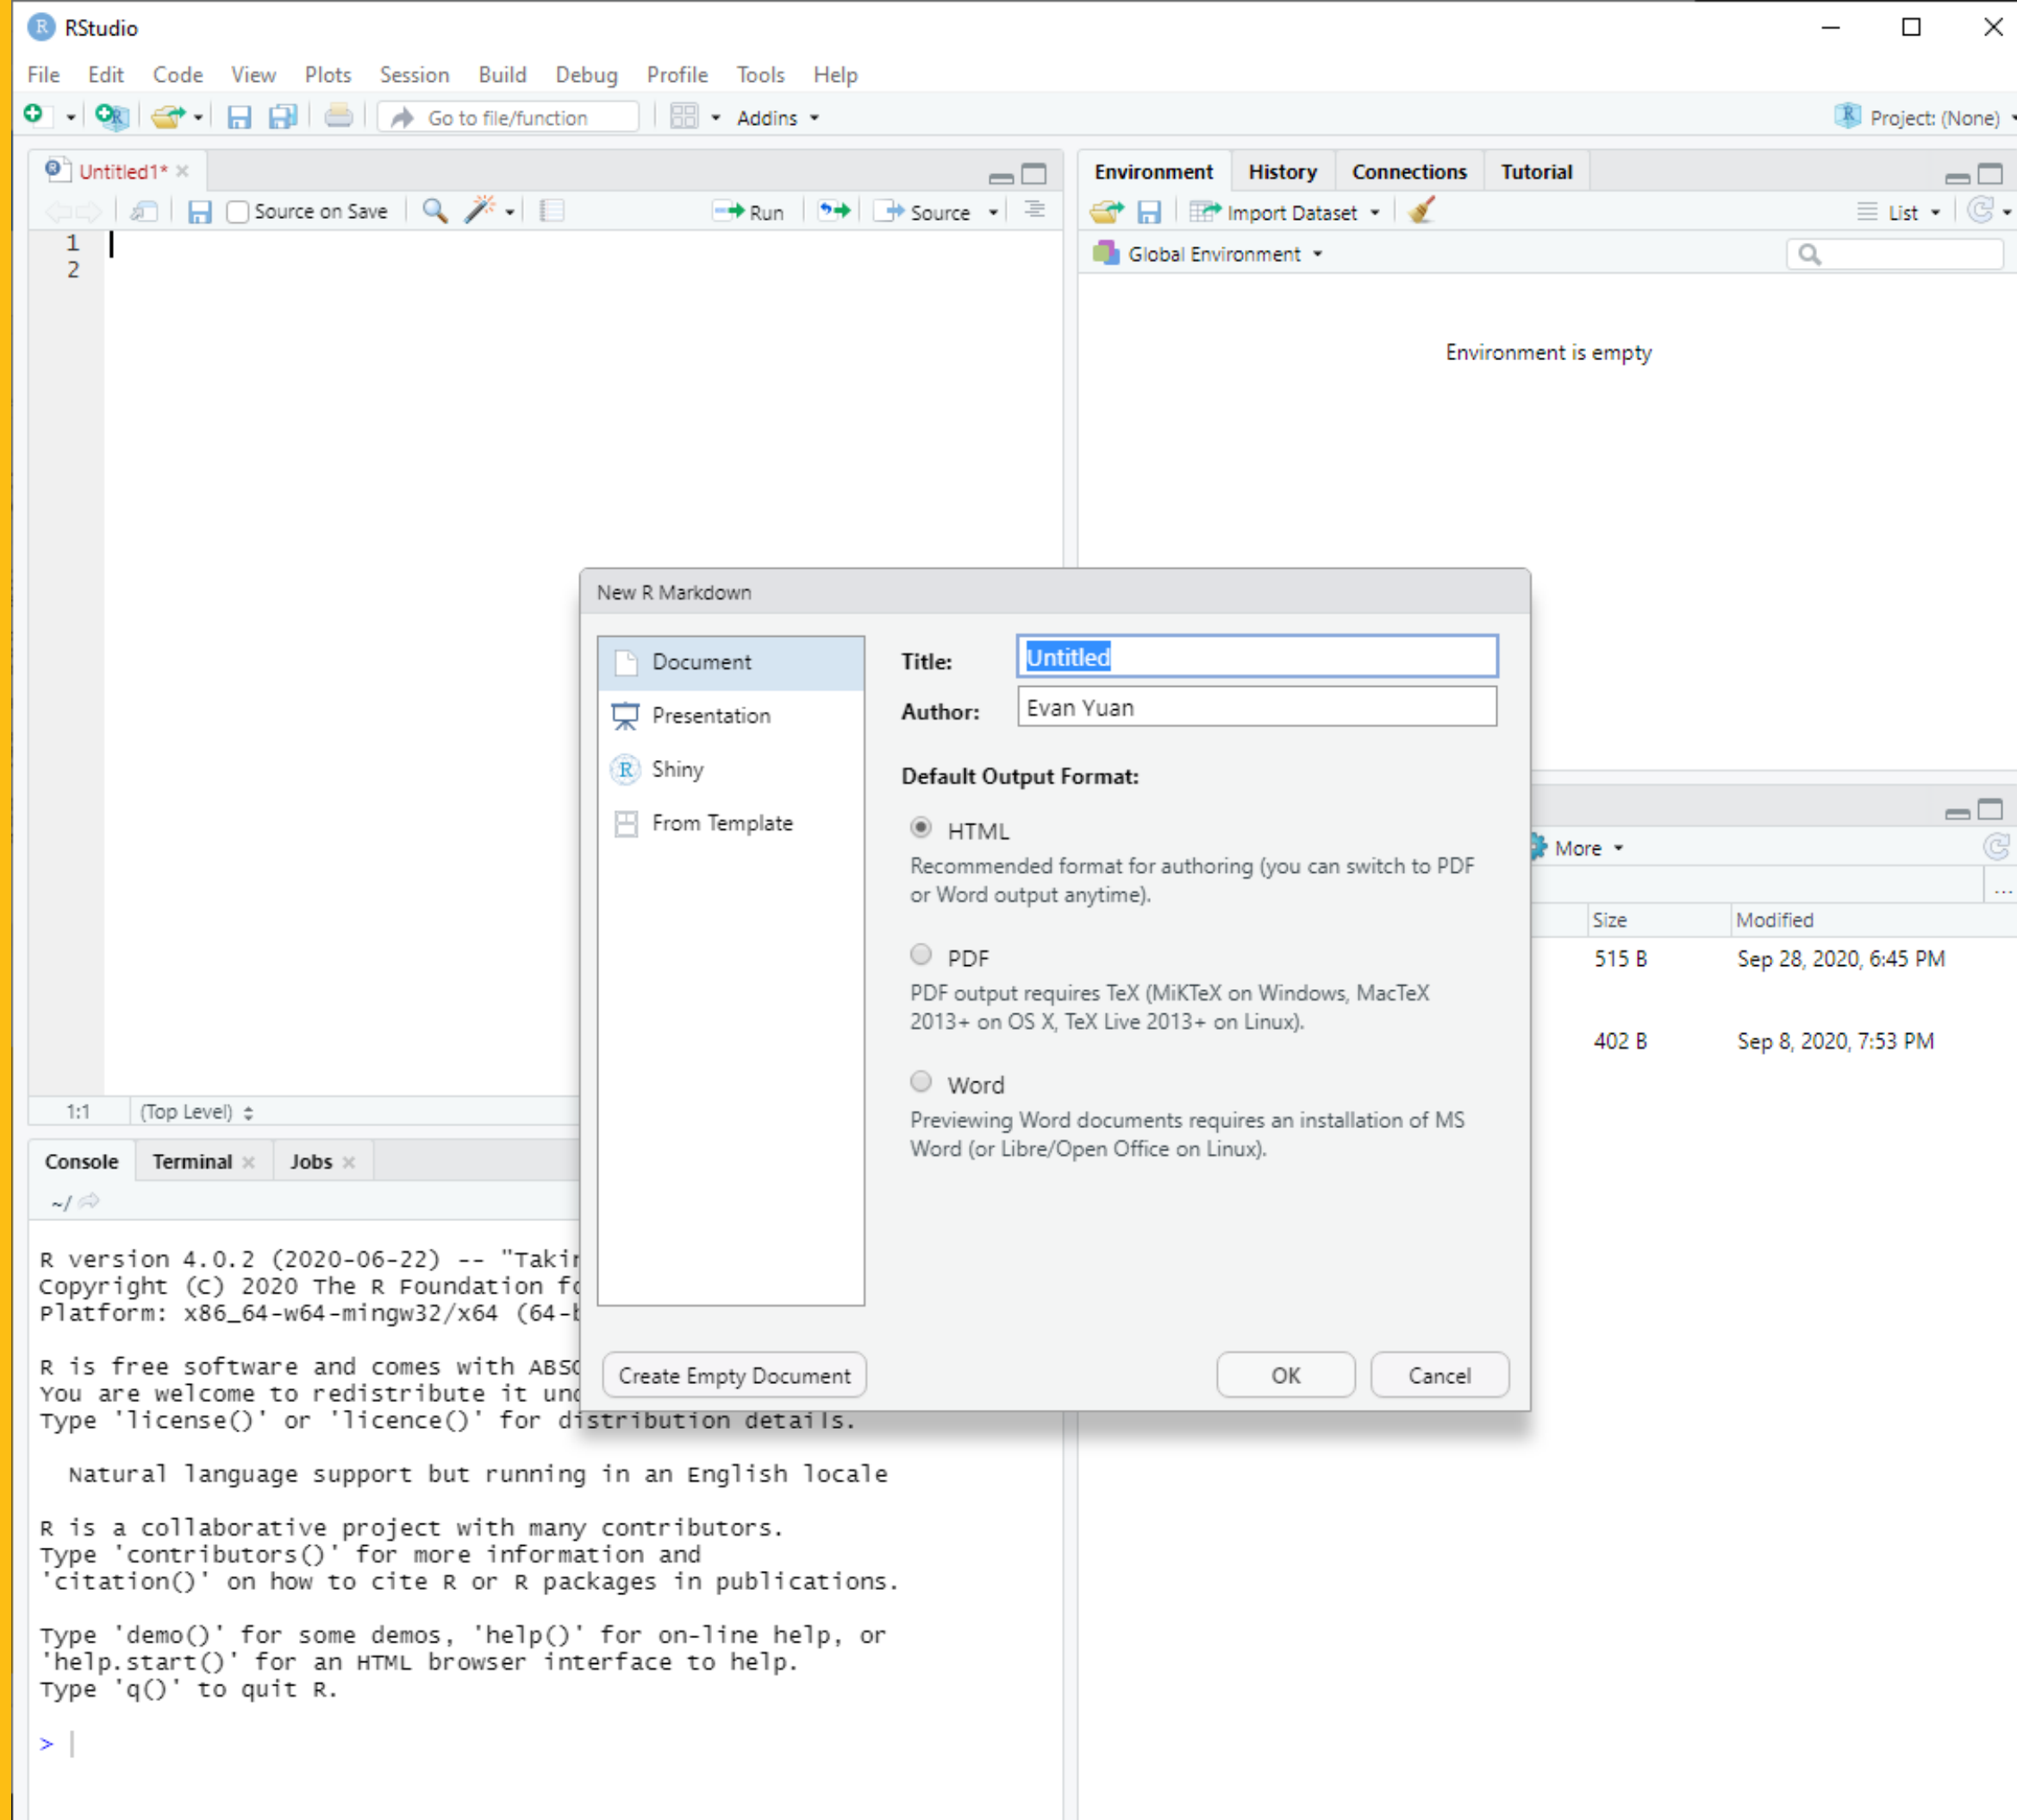 RStudio
File Edit Code View Plots Session Build Debug Profile Tools Help
Go to file/function Addins Project: (None)
Untitled1*
Source on Save Run Source
1
2
1:1 (Top Level)
Environment History Connections Tutorial
Import Dataset List
Global Environment
Environment is empty
New R Markdown
Document
Presentation
Shiny
From Template
Title: Untitled
Author: Evan Yuan
Default Output Format:
HTML
Recommended format for authoring (you can switch to PDF
or Word output anytime).
PDF
PDF output requires TeX (MiKTeX on Windows, MacTeX
2013+ on OS X, TeX Live 2013+ on Linux).
Word
Previewing Word documents requires an installation of MS
Word (or Libre/Open Office on Linux).
Create Empty Document OK Cancel
More
...
Size Modified
515 B Sep 28, 2020, 6:45 PM
402 B Sep 8, 2020, 7:53 PM
Console Terminal Jobs
~/
R version 4.0.2 (2020-06-22) -- "Takin
Copyright (C) 2020 The R Foundation fo
Platform: x86_64-w64-mingw32/x64 (64-b
R is free software and comes with ABSO
You are welcome to redistribute it und
Type 'license()' or 'licence()' for distribution details.
Natural language support but running in an English locale
R is a collaborative project with many contributors.
Type 'contributors()' for more information and
'citation()' on how to cite R or R packages in publications.
Type 'demo()' for some demos, 'help()' for on-line help, or
'help.start()' for an HTML browser interface to help.
Type 'q()' to quit R.
>